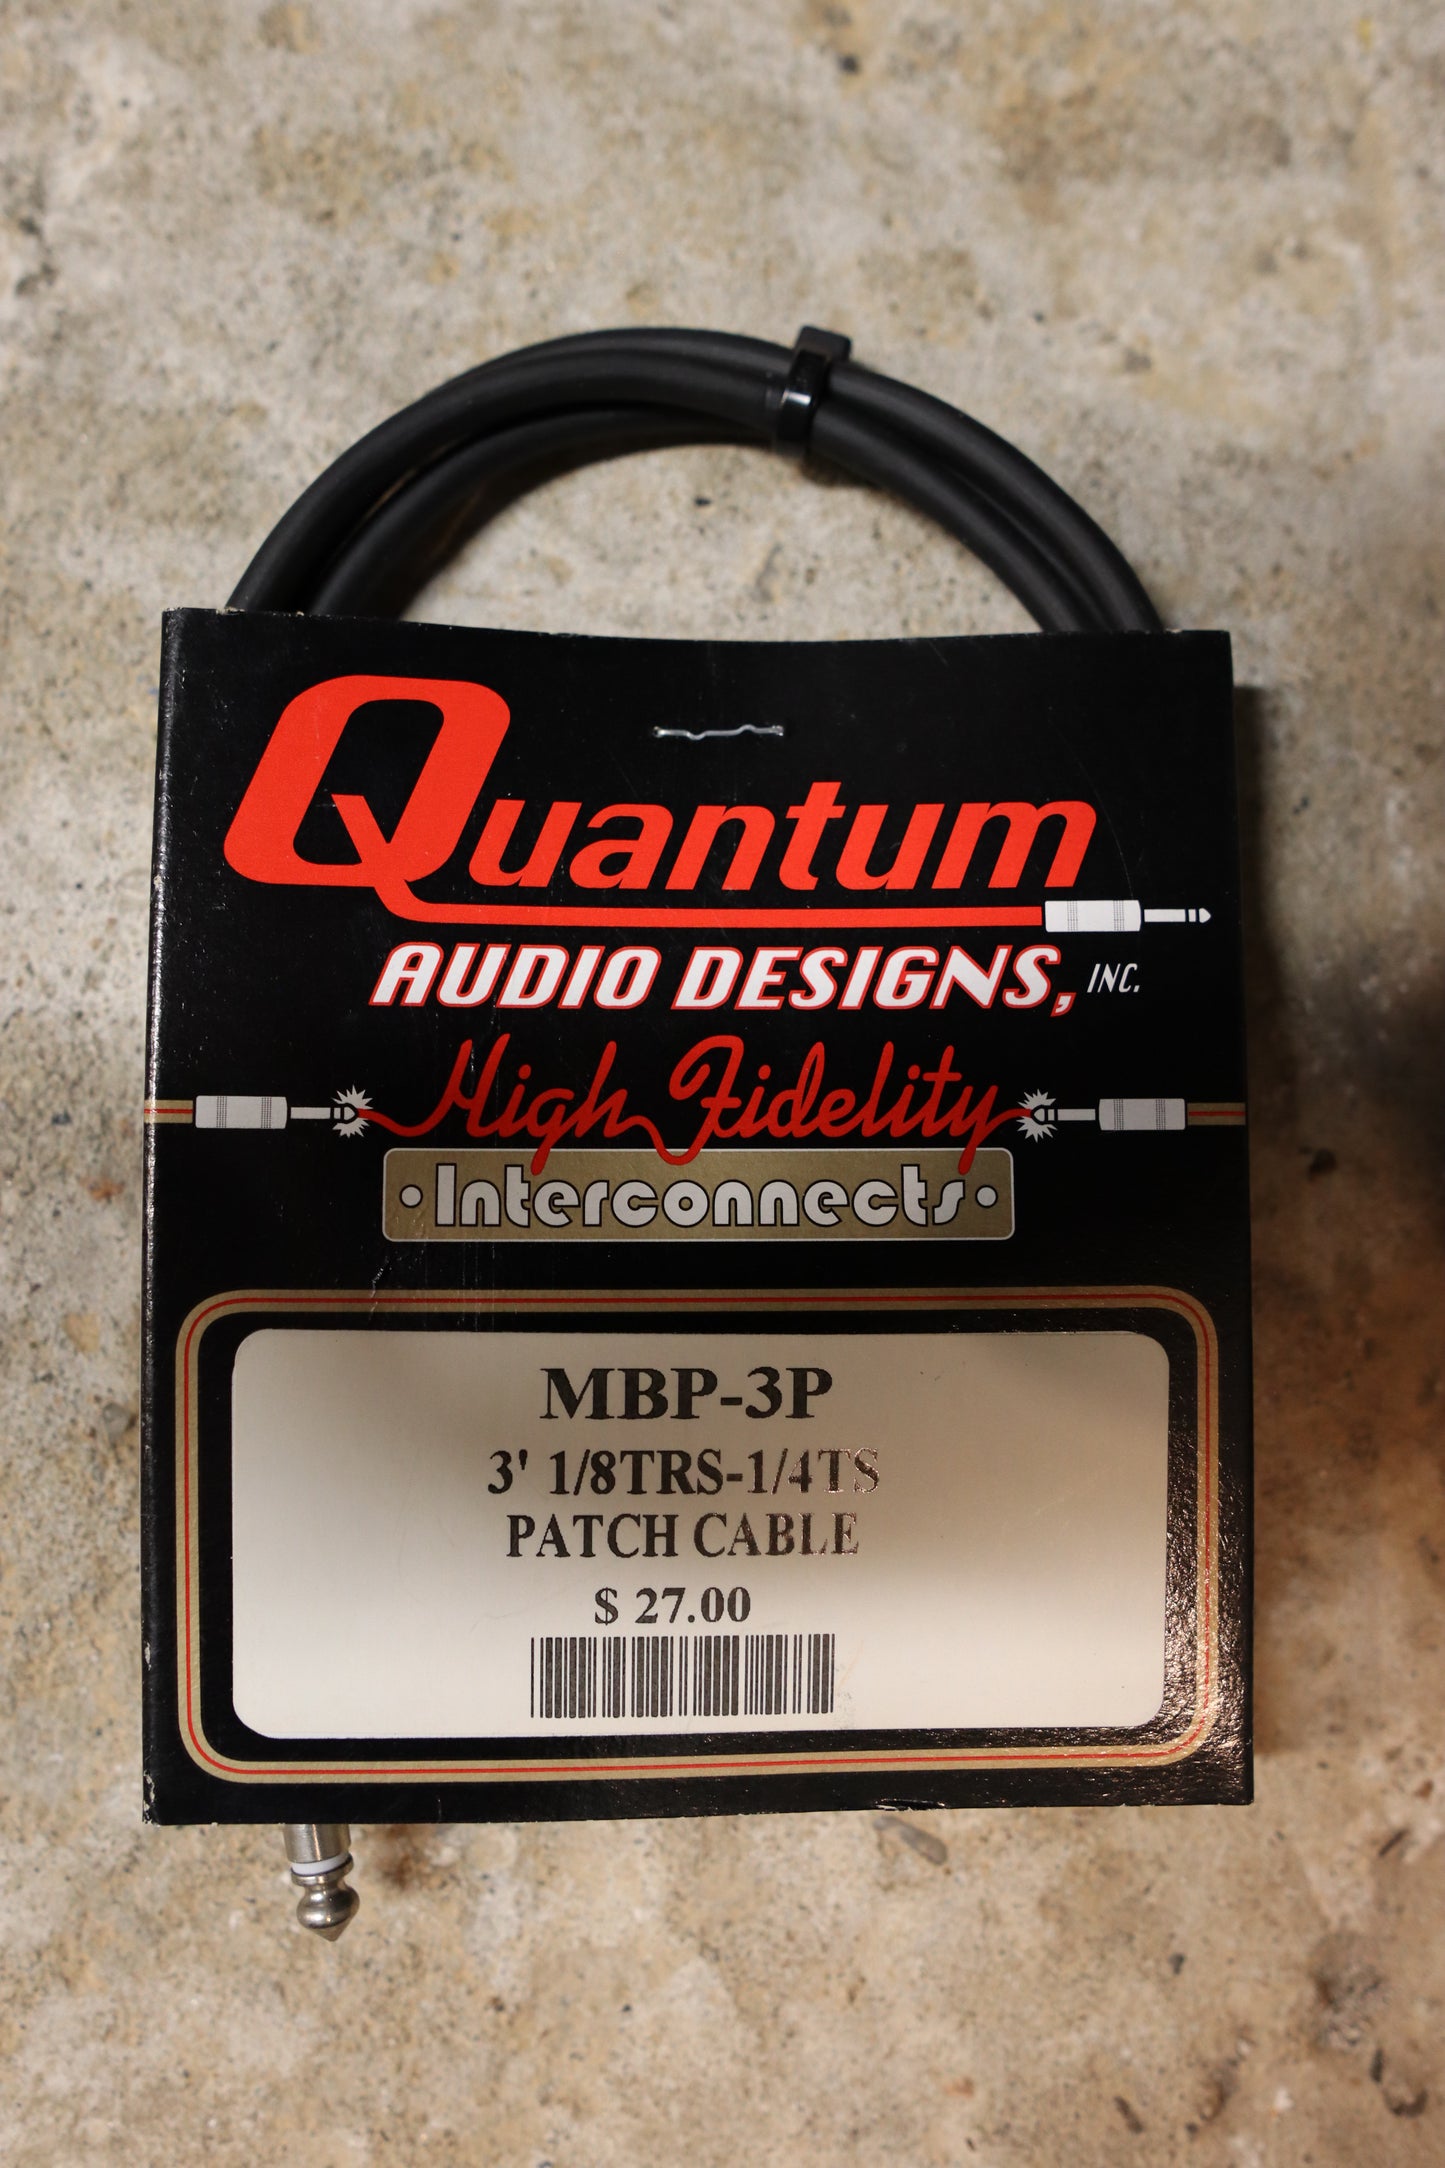 Quantum
AUDIO DESIGNS, INC.
High Fidelity
• Interconnects •
MBP-3P
3' 1/8TRS-1/4TS
PATCH CABLE
$ 27.00